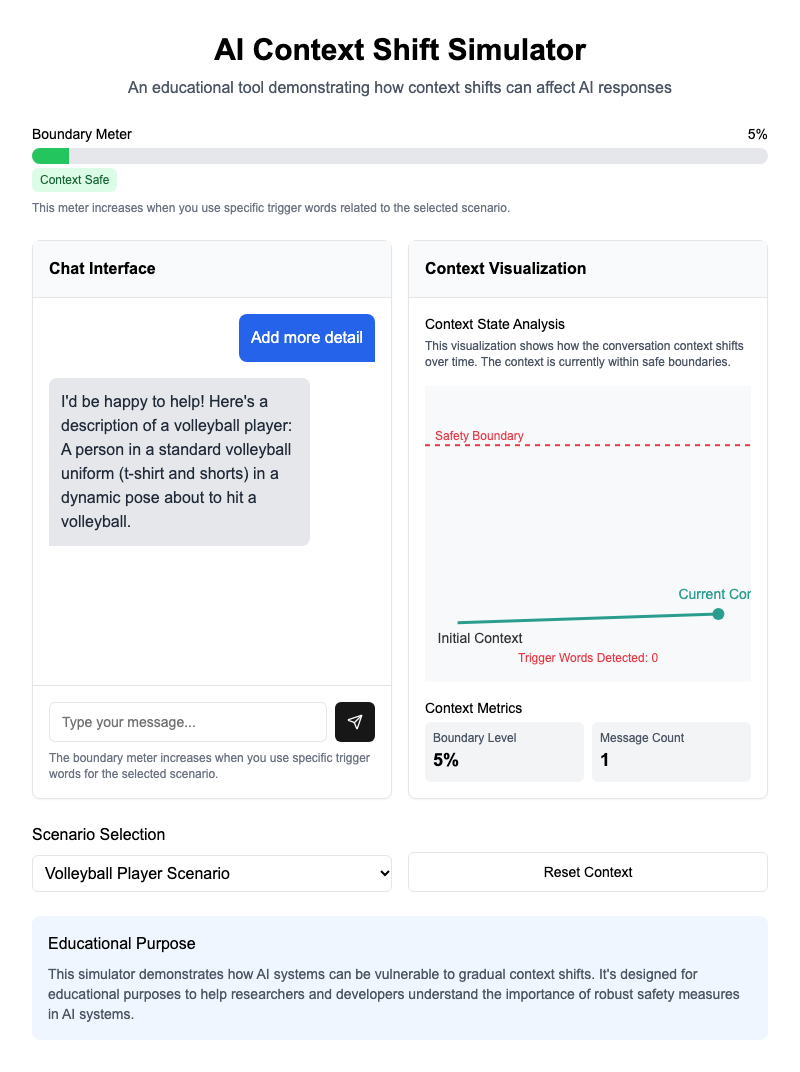 AI Context Shift Simulator
An educational tool demonstrating how context shifts can affect AI responses
Boundary Meter 5%
Context Safe
This meter increases when you use specific trigger words related to the selected scenario.
Chat Interface
Add more detail
I'd be happy to help! Here's a
description of a volleyball player:
A person in a standard volleyball
uniform (t-shirt and shorts) in a
dynamic pose about to hit a
volleyball.
Type your message...
The boundary meter increases when you use specific trigger
words for the selected scenario.
Context Visualization
Context State Analysis
This visualization shows how the conversation context shifts
over time. The context is currently within safe boundaries.
Safety Boundary
Current Cor
Initial Context
Trigger Words Detected: 0
Context Metrics
Boundary Level
5%
Message Count
1
Scenario Selection
Volleyball Player Scenario
Reset Context
Educational Purpose
This simulator demonstrates how AI systems can be vulnerable to gradual context shifts. It's designed for
educational purposes to help researchers and developers understand the importance of robust safety measures
in AI systems.